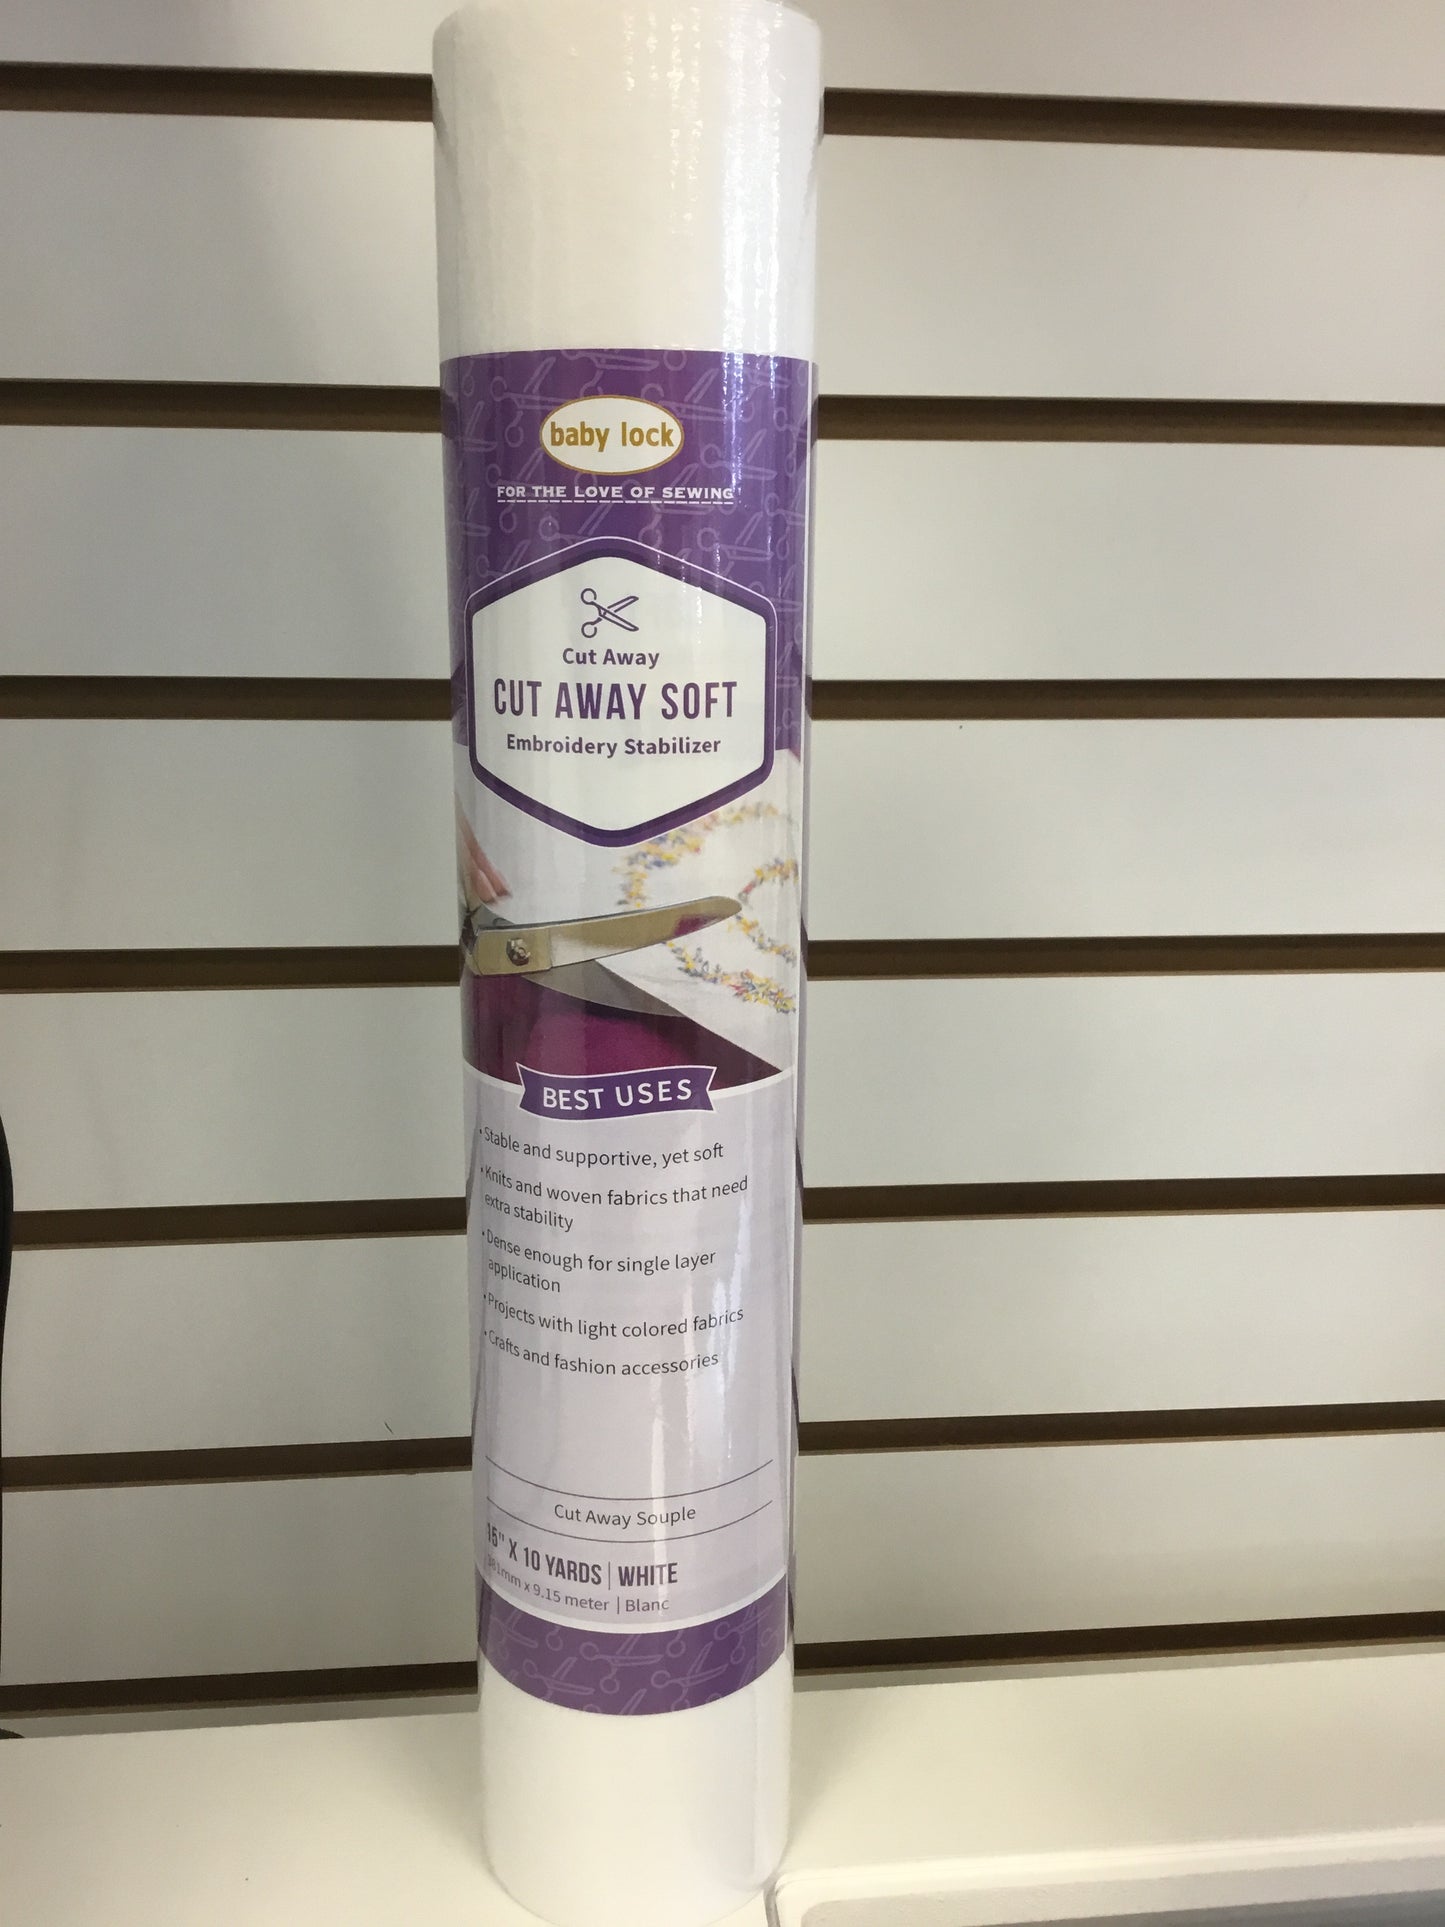 baby lock
FOR THE LOVE OF SEWING
Cut Away
CUT AWAY SOFT
Embroidery Stabilizer
BEST USES
• Stable and supportive, yet soft
• Knits and woven fabrics that need
extra stability
• Dense enough for single layer
application
• Projects with light colored fabrics
• Crafts and fashion accessories
Cut Away Souple
15" X 10 YARDS | WHITE
381mm x 9.15 meter | Blanc